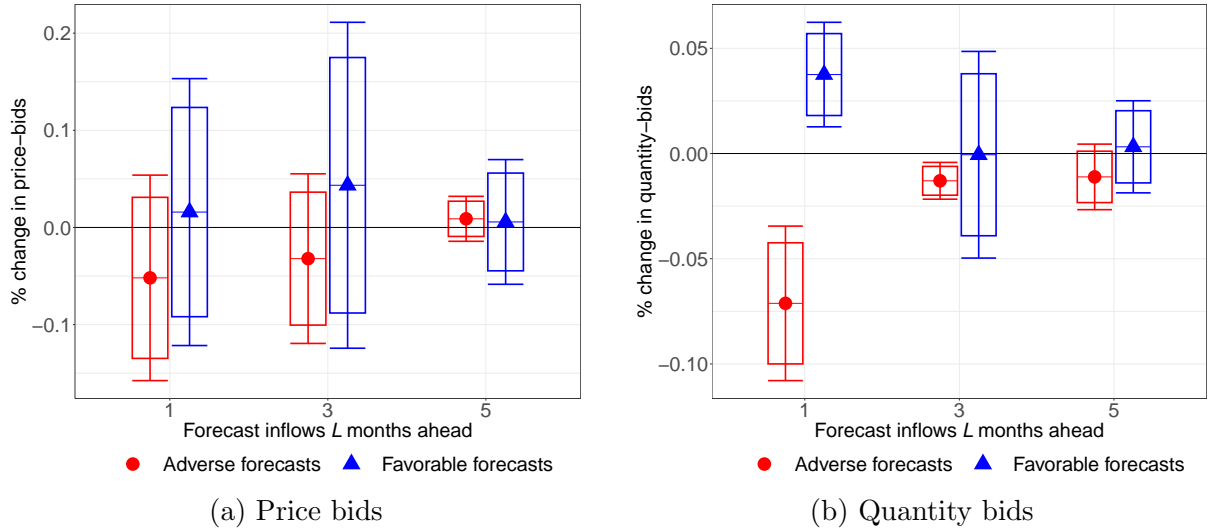 % change in price−bids
0.2
0.1
0.0
−0.1
1 3 5
Forecast inflows L months ahead
Adverse forecasts Favorable forecasts
(a) Price bids
% change in quantity−bids
0.05
0.00
−0.05
−0.10
1 3 5
Forecast inflows L months ahead
Adverse forecasts Favorable forecasts
(b) Quantity bids